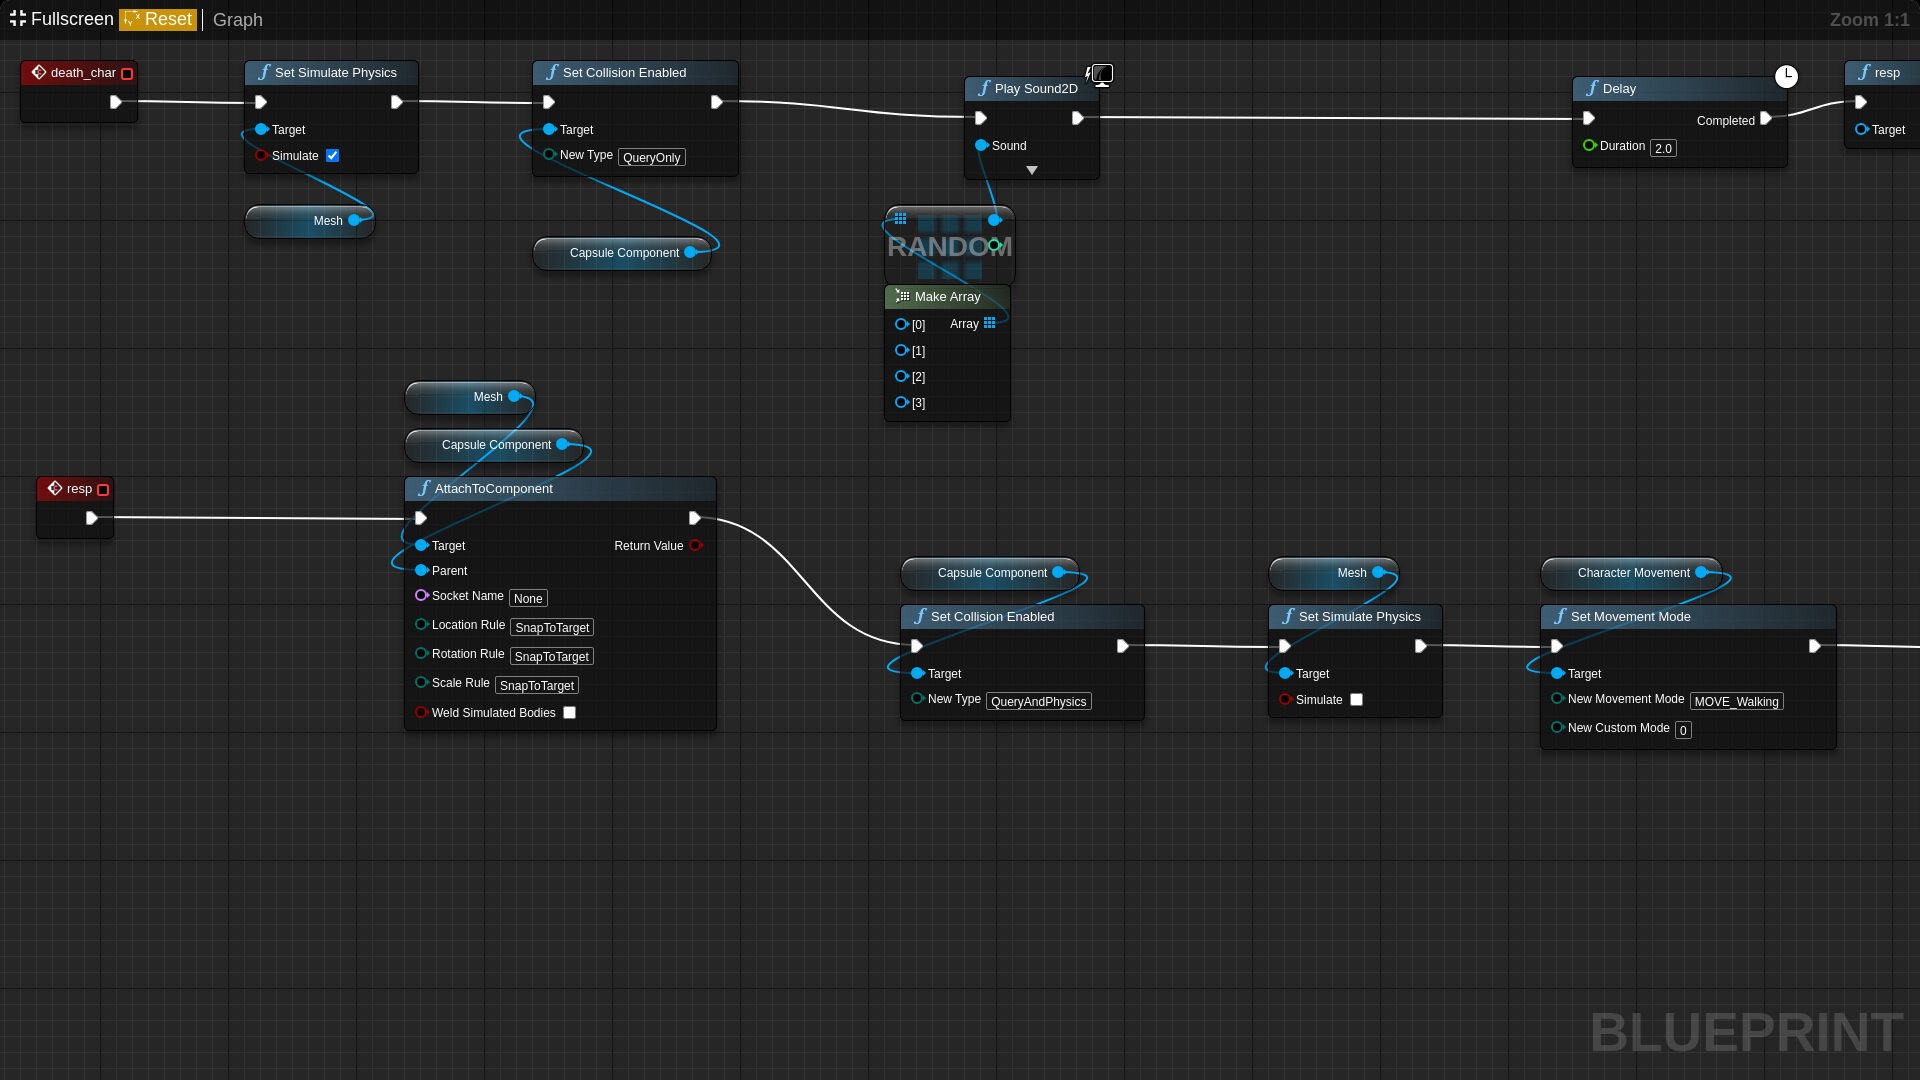 Fullscreen Reset Graph Zoom 1:1
death_char
Set Simulate Physics
Target
Simulate
Mesh
Set Collision Enabled
Target
New Type QueryOnly
Capsule Component
Play Sound2D
Sound
RANDOM
Make Array
[0] Array
[1]
[2]
[3]
Delay
Completed
Duration 2.0
resp
Target
Mesh
Capsule Component
resp
AttachToComponent
Target Return Value
Parent
Socket Name None
Location Rule SnapToTarget
Rotation Rule SnapToTarget
Scale Rule SnapToTarget
Weld Simulated Bodies
Capsule Component
Set Collision Enabled
Target
New Type QueryAndPhysics
Mesh
Set Simulate Physics
Target
Simulate
Character Movement
Set Movement Mode
Target
New Movement Mode MOVE_Walking
New Custom Mode 0
BLUEPRINT